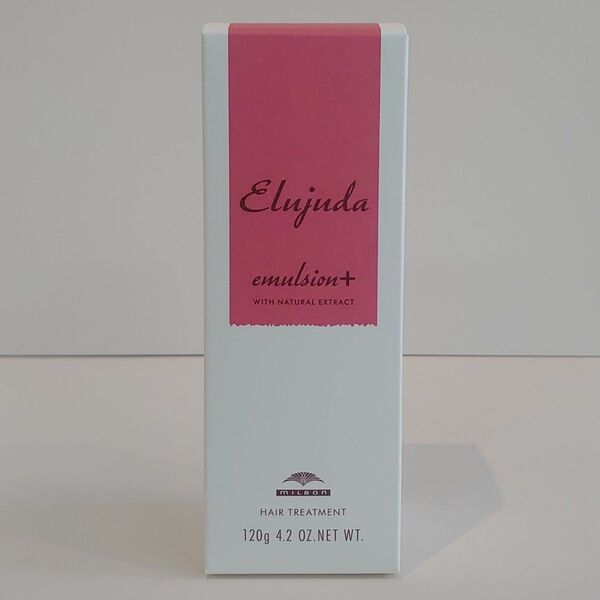 Elujuda
emulsion+
WITH NATURAL EXTRACT
MILBON
HAIR TREATMENT
120g 4.2 OZ.NET WT.